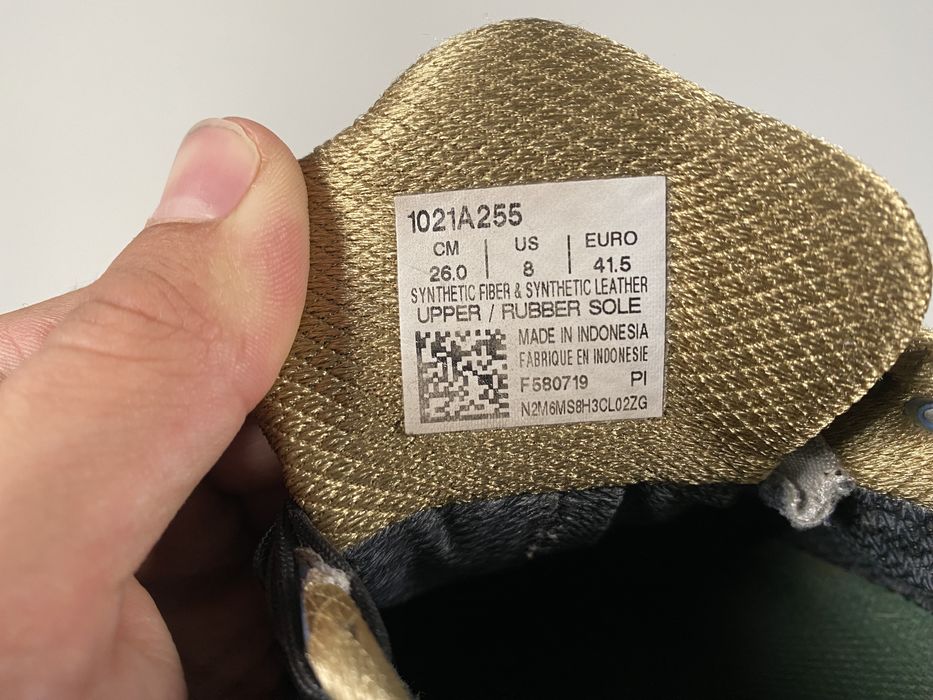 1021A255
CM | US | EURO
26.0 | 8 | 41.5
SYNTHETIC FIBER & SYNTHETIC LEATHER
UPPER / RUBBER SOLE
MADE IN INDONESIA
FABRIQUE EN INDONESIE
F580719 PI
N2M6MS8H3CL02ZG